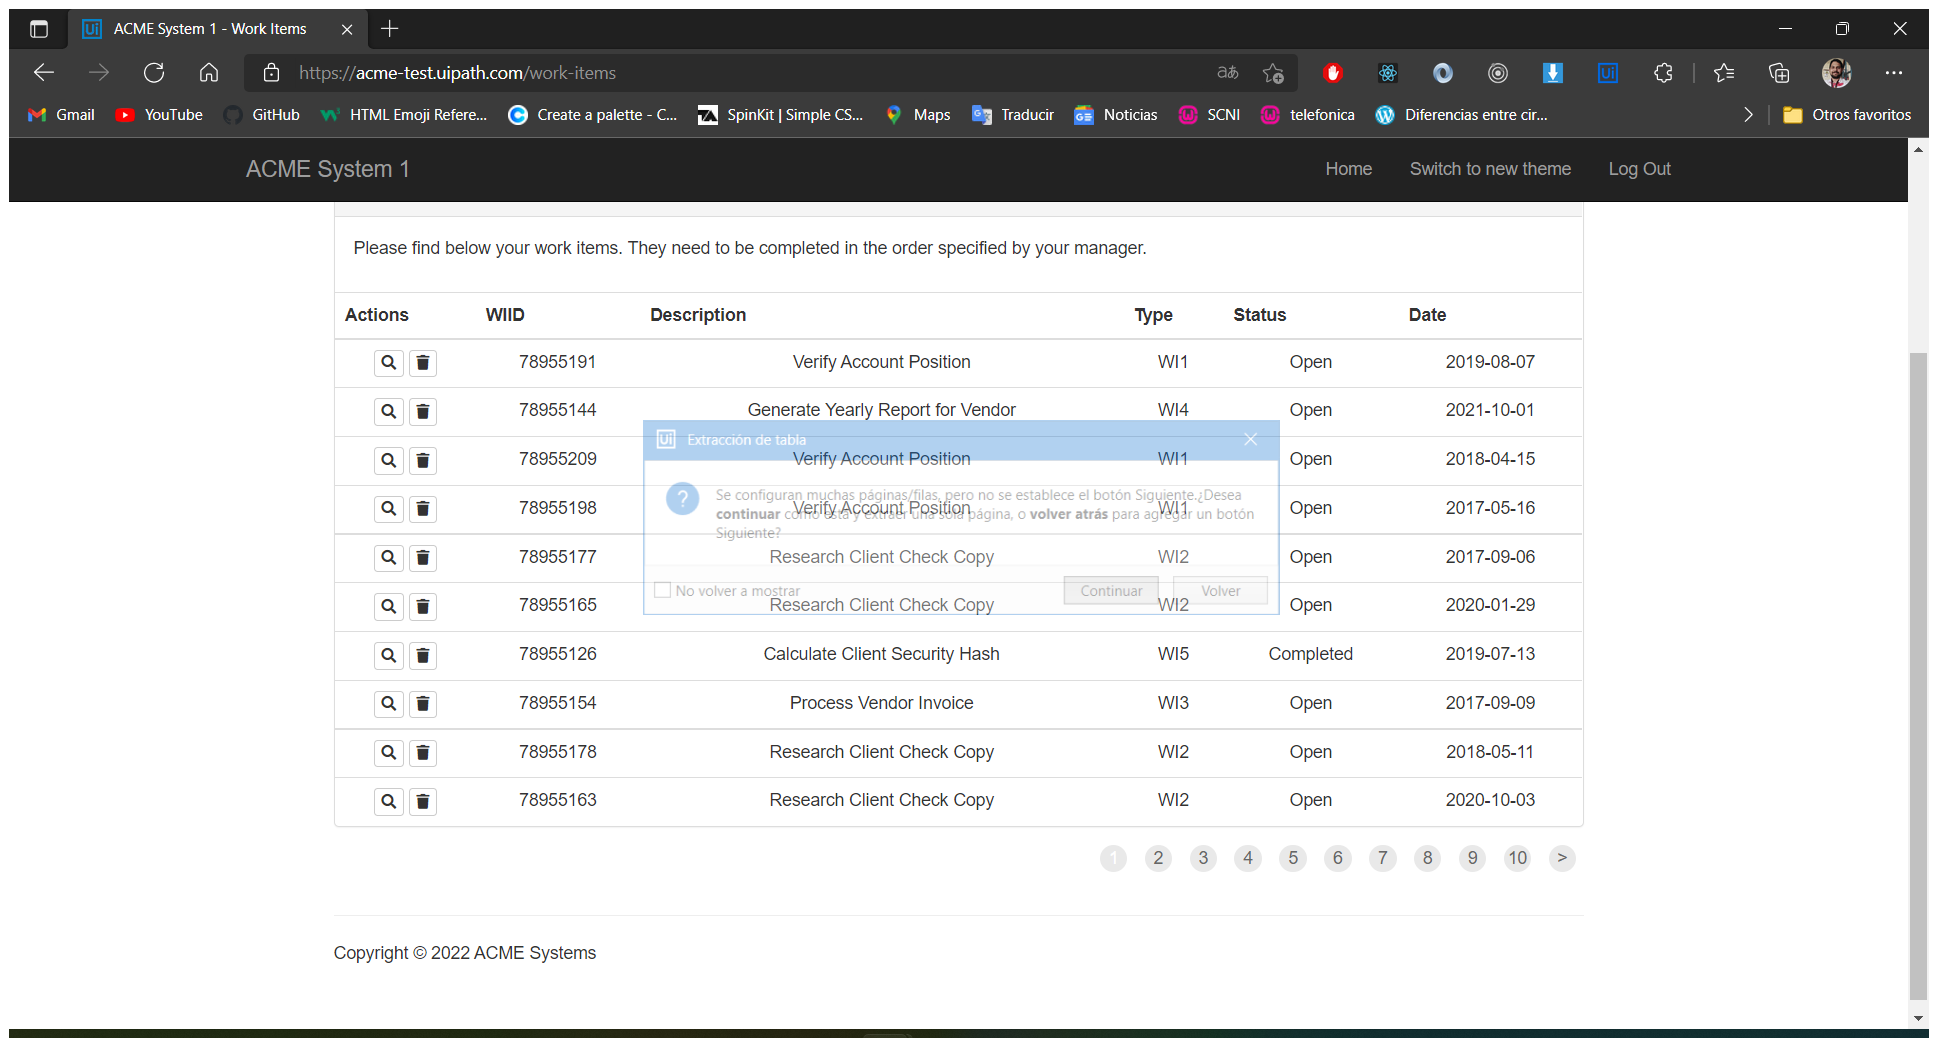 ACME System 1 - Work Items
https://acme-test.uipath.com/work-items
Gmail YouTube GitHub HTML Emoji Refere... Create a palette - C... SpinKit | Simple CS... Maps Traducir Noticias SCNI telefonica Diferencias entre cir... Otros favoritos
ACME System 1 Home Switch to new theme Log Out
Please find below your work items. They need to be completed in the order specified by your manager.
Actions WIID Description Type Status Date
78955191 Verify Account Position WI1 Open 2019-08-07
78955144 Generate Yearly Report for Vendor WI4 Open 2021-10-01
Extracción de tabla
78955209 Verify Account Position WI1 Open 2018-04-15
Se configuran muchas páginas/filas, pero no se establece el botón Siguiente.¿Desea
78955198 Verify Account Position WI1 Open 2017-05-16
continuar como está y extraer una sola página, o volver atrás para agregar un botón
Siguiente?
78955177 Research Client Check Copy WI2 Open 2017-09-06
No volver a mostrar Continuar Volver
78955165 Research Client Check Copy WI2 Open 2020-01-29
78955126 Calculate Client Security Hash WI5 Completed 2019-07-13
78955154 Process Vendor Invoice WI3 Open 2017-09-09
78955178 Research Client Check Copy WI2 Open 2018-05-11
78955163 Research Client Check Copy WI2 Open 2020-10-03
1 2 3 4 5 6 7 8 9 10 >
Copyright © 2022 ACME Systems